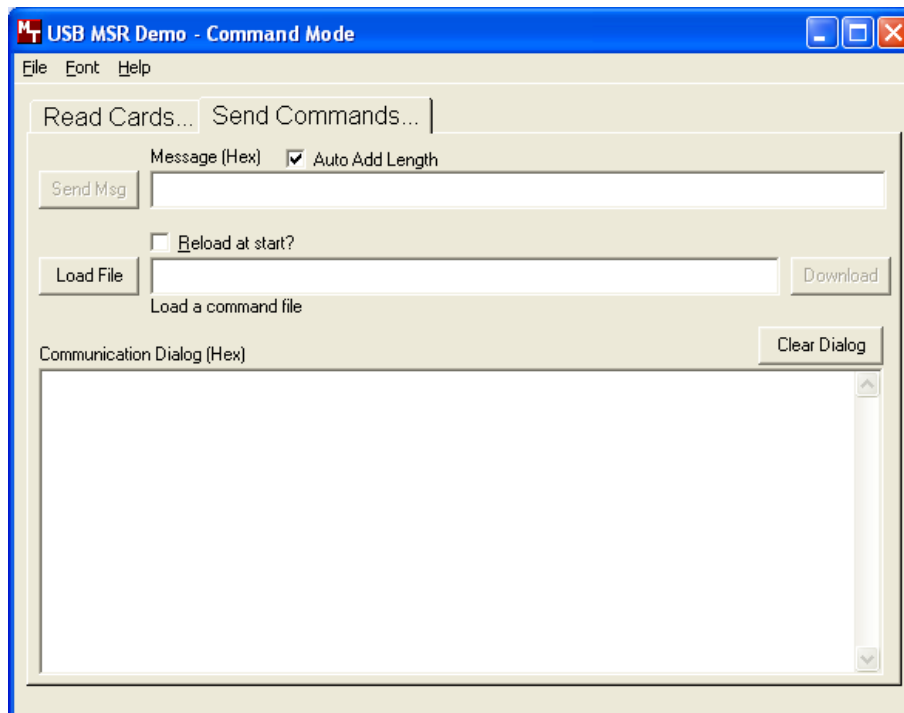 MT USB MSR Demo - Command Mode
File Font Help
Read Cards... Send Commands...
Message (Hex) Auto Add Length
Send Msg
Reload at start?
Load File Download
Load a command file
Clear Dialog
Communication Dialog (Hex)